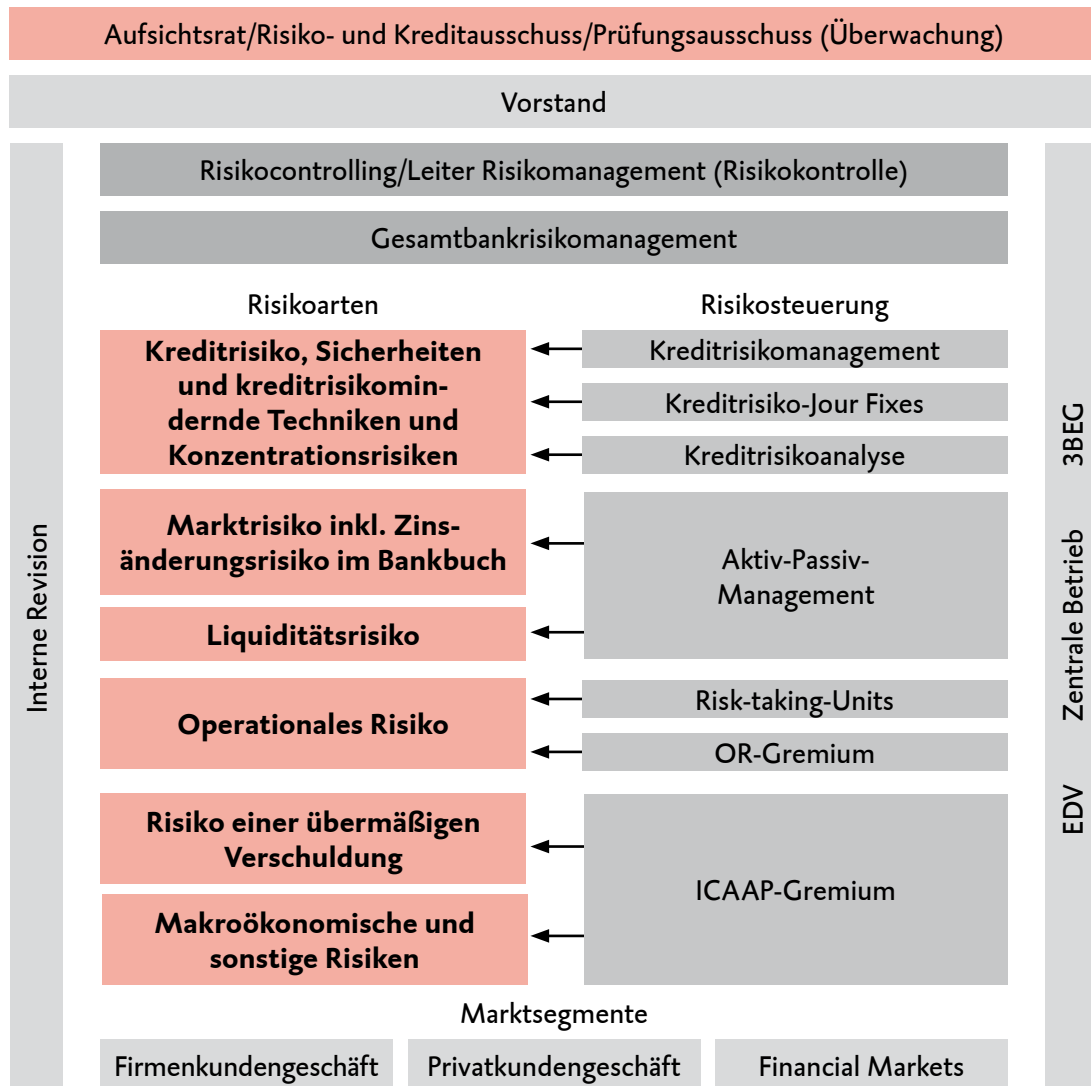 Aufsichtsrat/Risiko- und Kreditausschuss/Prüfungsausschuss (Überwachung)
Vorstand
Interne Revision
Risikocontrolling/Leiter Risikomanagement (Risikokontrolle)
Gesamtbankrisikomanagement
Risikoarten
Kreditrisiko, Sicherheiten
und kreditrisikomin-
dernde Techniken und
Konzentrationsrisiken
Marktrisiko inkl. Zins-
änderungsrisiko im Bankbuch
Liquiditätsrisiko
Operationales Risiko
Risiko einer übermäßigen
Verschuldung
Makroökonomische und
sonstige Risiken
Risikosteuerung
Kreditrisikomanagement
Kreditrisiko-Jour Fixes
Kreditrisikoanalyse
Aktiv-Passiv-
Management
Risk-taking-Units
OR-Gremium
ICAAP-Gremium
EDV Zentrale Betrieb 3BEG
Marktsegmente
Firmenkundengeschäft
Privatkundengeschäft
Financial Markets